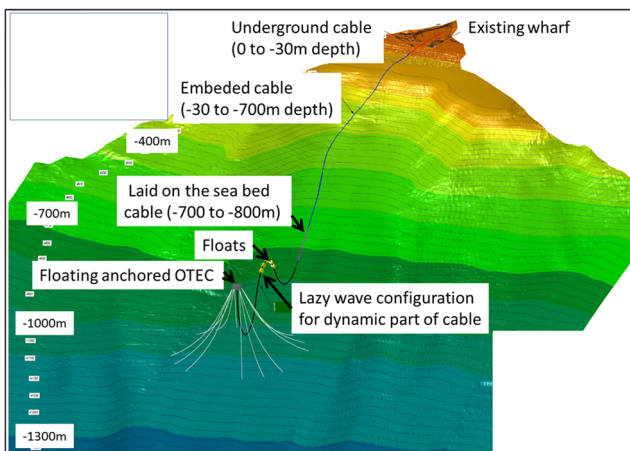 Underground cable
(0 to -30m depth)
Existing wharf
Embeded cable
(-30 to -700m depth)
-400m
Laid on the sea bed
cable (-700 to -800m)
-700m
Floats
Floating anchored OTEC
Lazy wave configuration
for dynamic part of cable
-1000m
-1300m